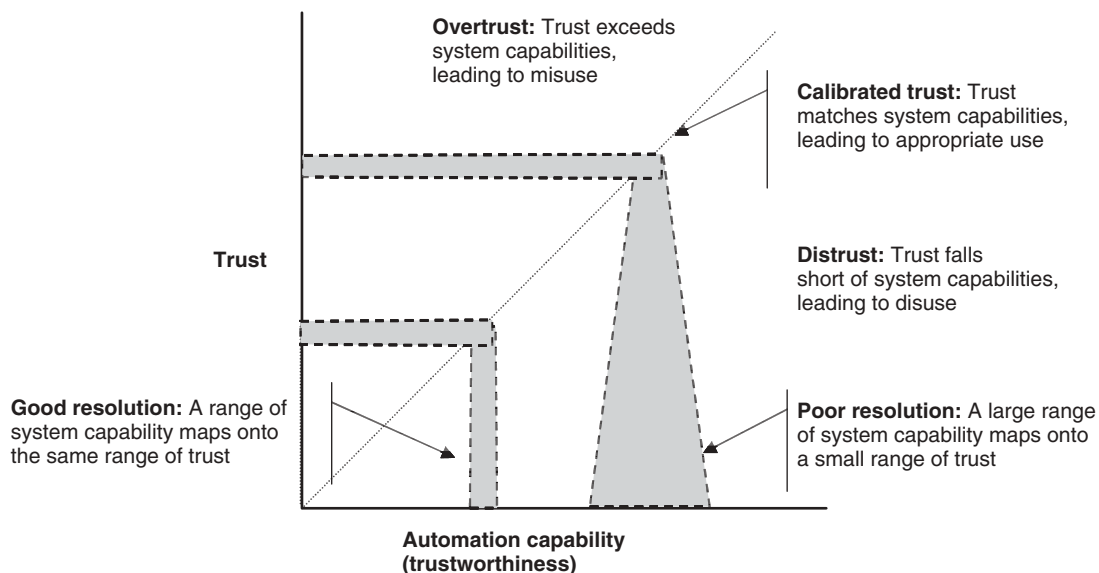 Overtrust: Trust exceeds
system capabilities,
leading to misuse
Calibrated trust: Trust
matches system capabilities,
leading to appropriate use
Trust
Distrust: Trust falls
short of system capabilities,
leading to disuse
Good resolution: A range of
system capability maps onto
the same range of trust
Poor resolution: A large range
of system capability maps onto
a small range of trust
Automation capability
(trustworthiness)